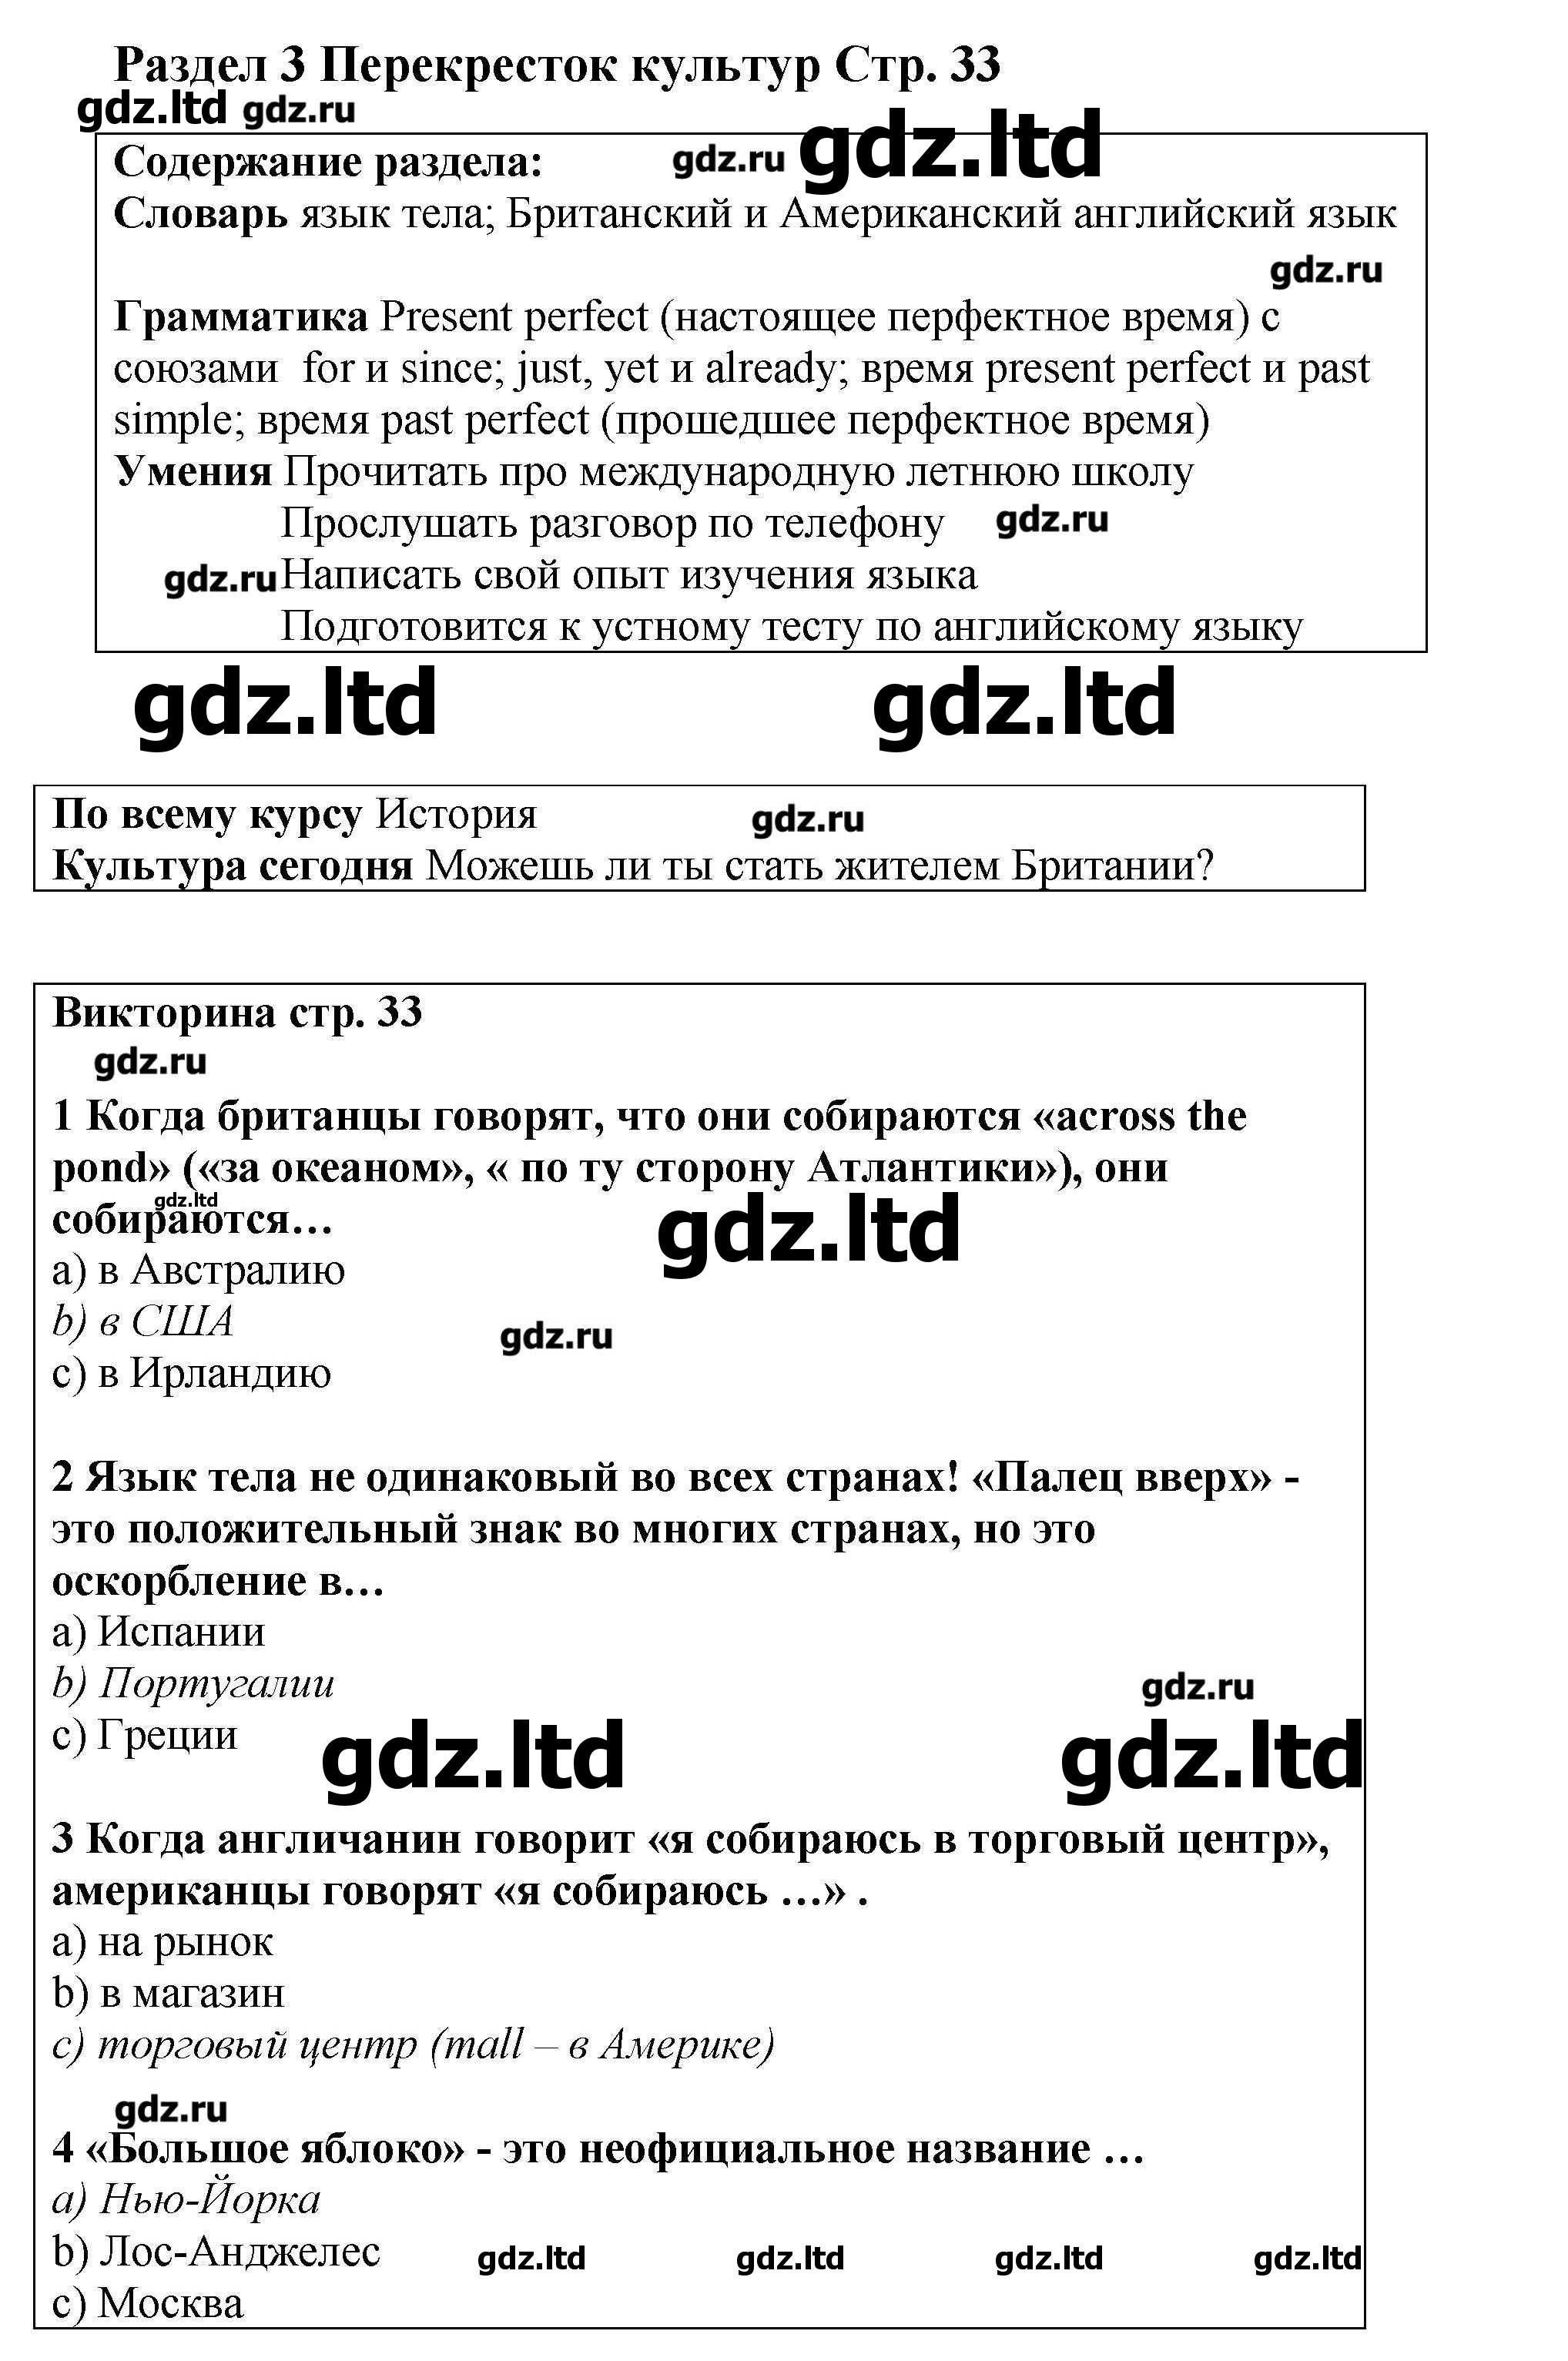 Раздел 3 Перекресток культур Стр. 33
gdz.ltd gdz.ru
gdz.ltd
Содержание раздела: gdz.ru
Словарь язык тела; Британский и Американский английский язык
gdz.ru
Грамматика Present perfect (настоящее перфектное время) с
союзами for и since; just, yet и already; время present perfect и past
simple; время past perfect (прошедшее перфектное время)
Умения Прочитать про международную летнюю школу
Прослушать разговор по телефону gdz.ru
gdz.ru Написать свой опыт изучения языка
Подготовится к устному тесту по английскому языку
gdz.ltd gdz.ltd
По всему курсу История gdz.ru
Культура сегодня Можешь ли ты стать жителем Британии?
Викторина стр. 33
gdz.ru
1 Когда британцы говорят, что они собираются «across the
pond» («за океаном», « по ту сторону Атлантики»), они
gdz.ltd
собираются…
gdz.ltd
a) в Австралию
b) в США
gdz.ru
c) в Ирландию
2 Язык тела не одинаковый во всех странах! «Палец вверх» -
это положительный знак во многих странах, но это
оскорбление в…
a) Испании
b) Португалии gdz.ru
c) Греции
gdz.ltd gdz.ltd
3 Когда англичанин говорит «я собираюсь в торговый центр»,
американцы говорят «я собираюсь …» .
a) на рынок
b) в магазин
c) торговый центр (mall – в Америке)
gdz.ru
4 «Большое яблоко» - это неофициальное название …
a) Нью-Йорка
b) Лос-Анджелес gdz.ltd gdz.ltd gdz.ltd gdz.ltd
c) Москва